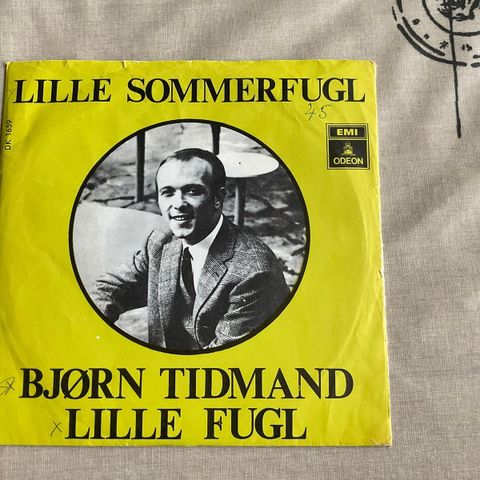 LILLE SOMMERFUGL
45
EMI
ODEON
DK 1659
BJØRN TIDMAND
x LILLE FUGL